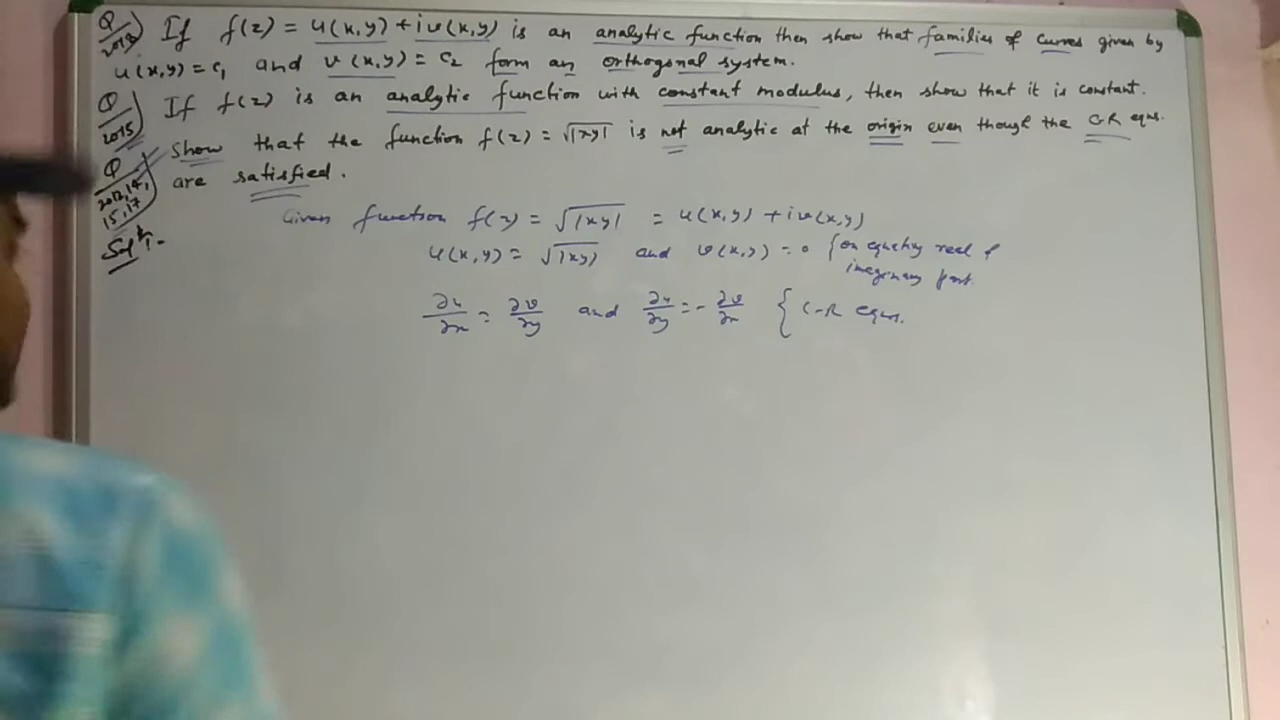 Q/2013) If f(z) = u(x,y) + iv(x,y) is an analytic function then show that families of curves given by
u(x,y) = c₁ and v(x,y) = c₂ form an orthogonal system.
Q/2015) If f(z) is an analytic function with constant modulus, then show that it is constant.
Q/2012,14,15,17) Show that the function f(z) = √|xy| is not analytic at the origin even though the C-R eqns.
are satisfied.
Solⁿ:- Given function f(z) = √|xy| = u(x,y) + iv(x,y)
u(x,y) = √|xy| and v(x,y) = 0 {on equating real &
imaginary part.
∂u/∂x = ∂v/∂y and ∂u/∂y = -∂v/∂x { C-R eqns.